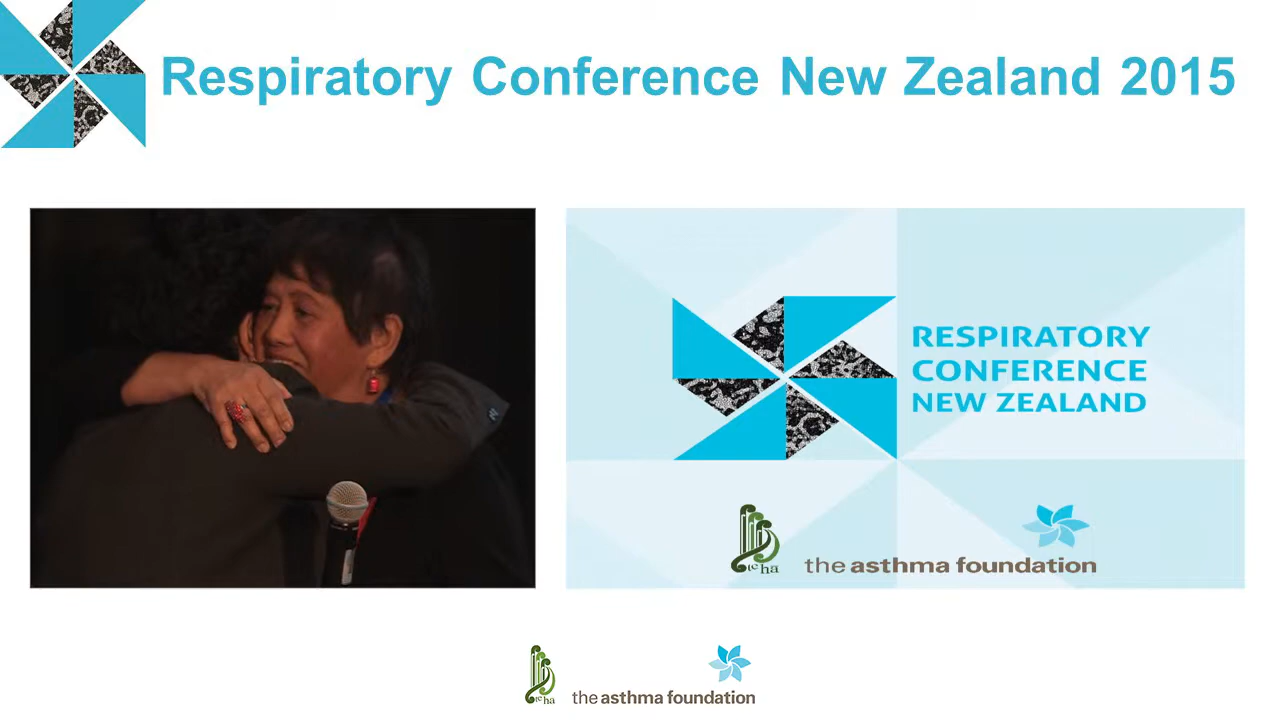 Respiratory Conference New Zealand 2015
RESPIRATORY
CONFERENCE
NEW ZEALAND
te ha
the asthma foundation
te ha
the asthma foundation